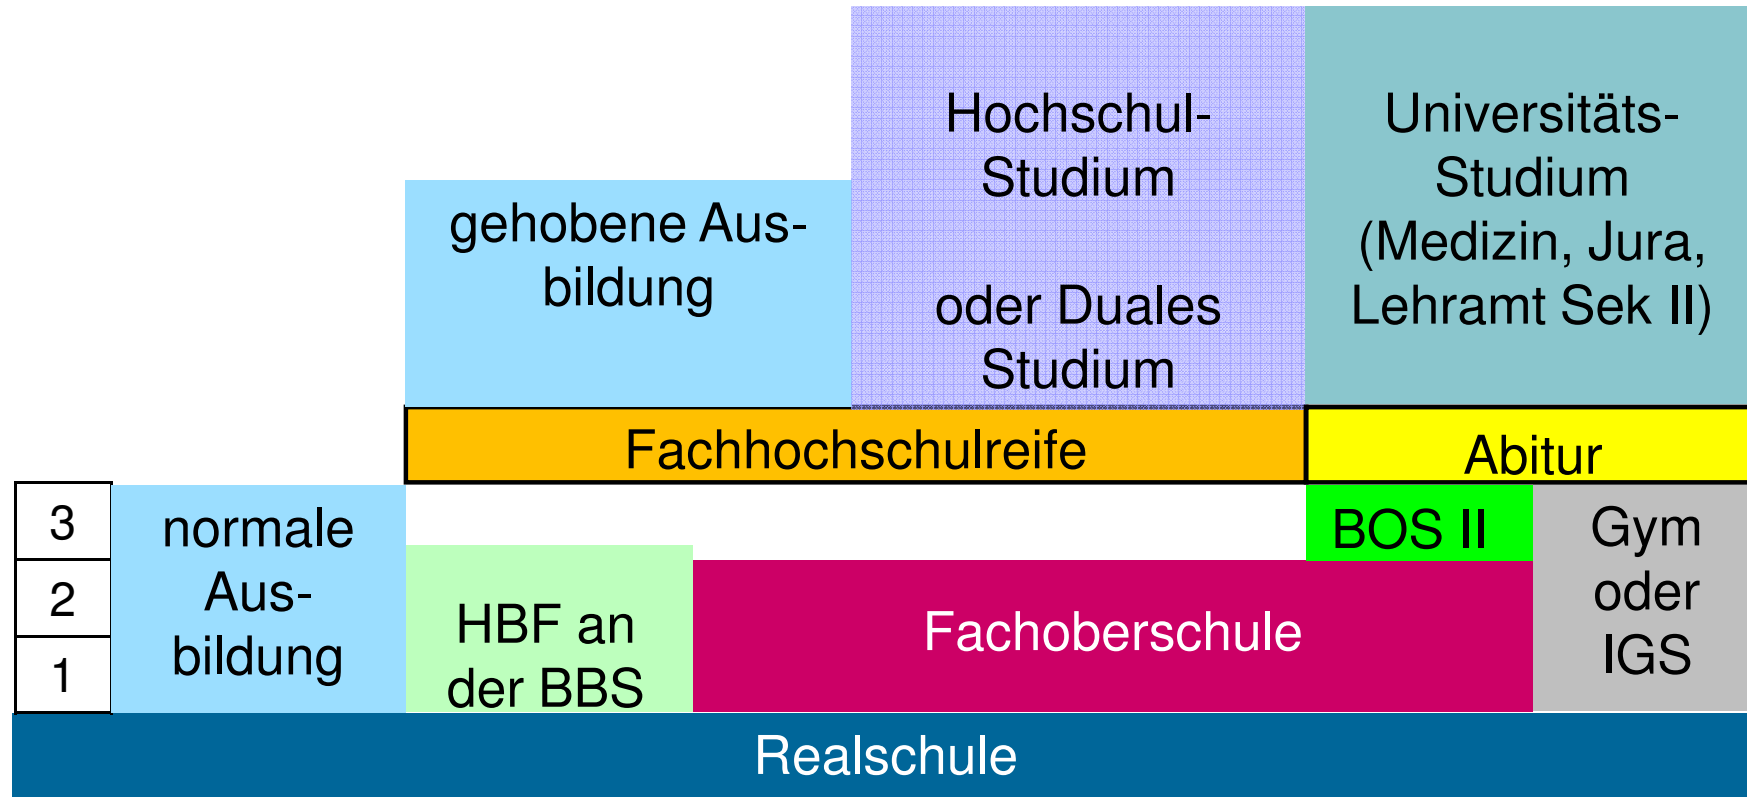 Hochschul-
Studium
oder Duales
Studium
Universitäts-
Studium
(Medizin, Jura,
Lehramt Sek II)
gehobene Aus-
bildung
Fachhochschulreife
Abitur
3
2
1
normale
Aus-
bildung
HBF an
der BBS
Fachoberschule
BOS II
Gym
oder
IGS
Realschule